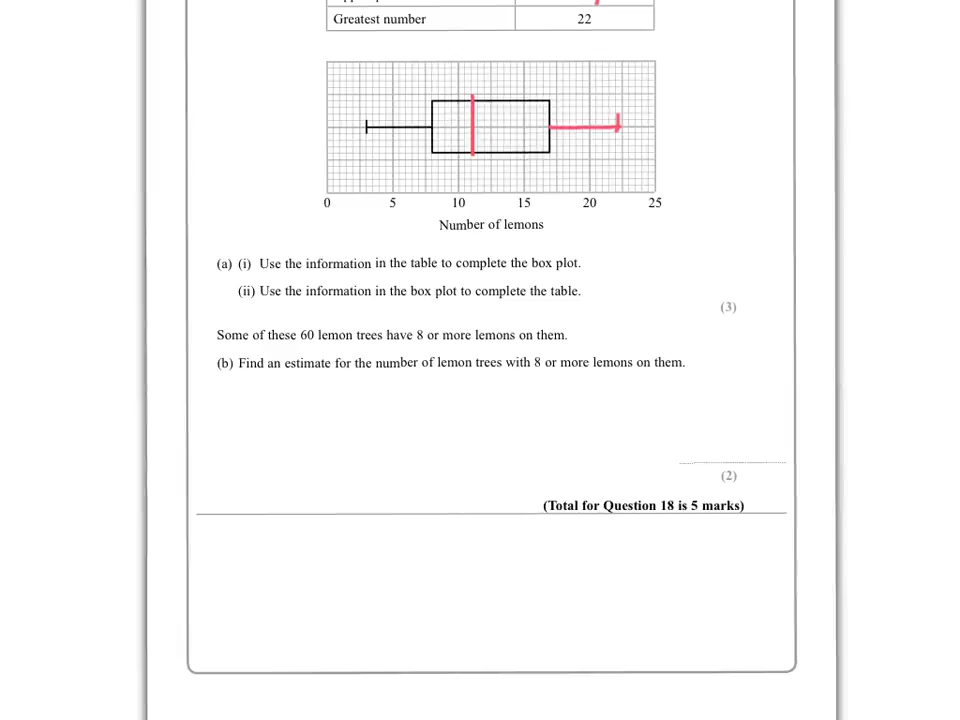 Greatest number 22
0 5 10 15 20 25
Number of lemons
(a) (i) Use the information in the table to complete the box plot.
(ii) Use the information in the box plot to complete the table.
(3)
Some of these 60 lemon trees have 8 or more lemons on them.
(b) Find an estimate for the number of lemon trees with 8 or more lemons on them.
(2)
(Total for Question 18 is 5 marks)